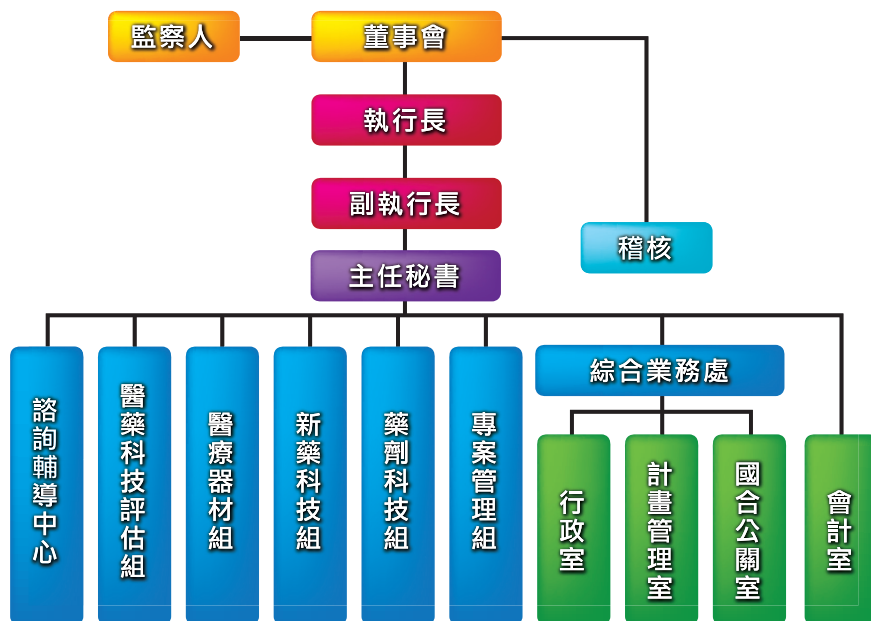 監察人
董事會
執行長
副執行長
稽核
主任秘書
諮詢輔導中心
醫藥科技評估組
醫療器材組
新藥科技組
藥劑科技組
專案管理組
綜合業務處
行政室
計畫管理室
國合公關室
會計室